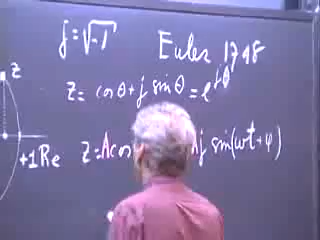 j = √-1 Euler 1748
Z
Z = cos θ + j sin θ = e^{jθ}
+1 Re Z = A cos j sin(ωt + φ)